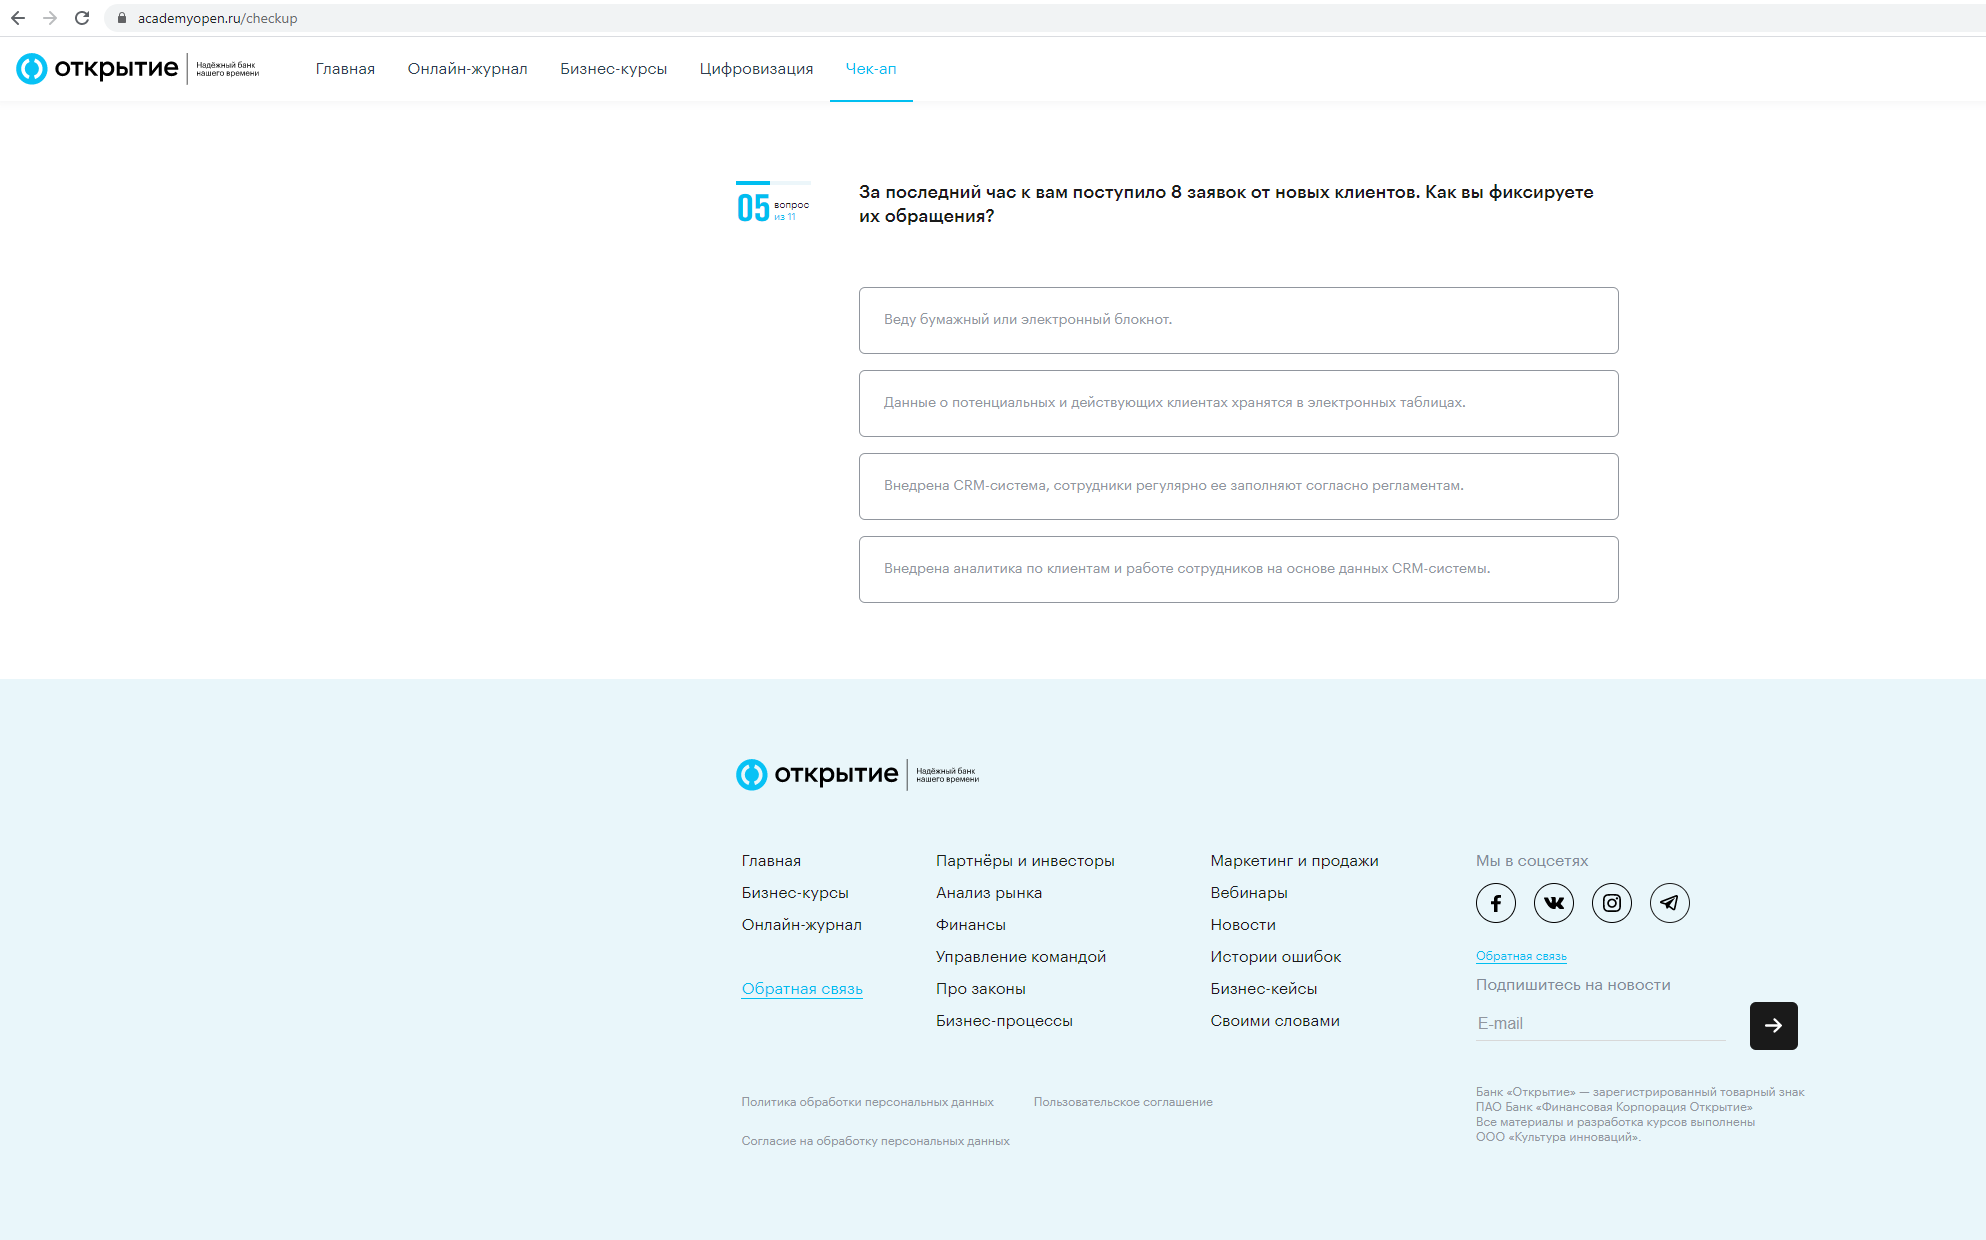 academyopen.ru/checkup
открытие
Надёжный банк
нашего времени
Главная
Онлайн-журнал
Бизнес-курсы
Цифровизация
Чек-ап
05
вопрос
из 11
За последний час к вам поступило 8 заявок от новых клиентов. Как вы фиксируете
их обращения?
Веду бумажный или электронный блокнот.
Данные о потенциальных и действующих клиентах хранятся в электронных таблицах.
Внедрена CRM-система, сотрудники регулярно ее заполняют согласно регламентам.
Внедрена аналитика по клиентам и работе сотрудников на основе данных CRM-системы.
открытие
Надёжный банк
нашего времени
Главная
Бизнес-курсы
Онлайн-журнал
Обратная связь
Партнёры и инвесторы
Анализ рынка
Финансы
Управление командой
Про законы
Бизнес-процессы
Маркетинг и продажи
Вебинары
Новости
Истории ошибок
Бизнес-кейсы
Своими словами
Мы в соцсетях
Обратная связь
Подпишитесь на новости
E-mail
Политика обработки персональных данных
Пользовательское соглашение
Согласие на обработку персональных данных
Банк «Открытие» — зарегистрированный товарный знак
ПАО Банк «Финансовая Корпорация Открытие»
Все материалы и разработка курсов выполнены
ООО «Культура инноваций».